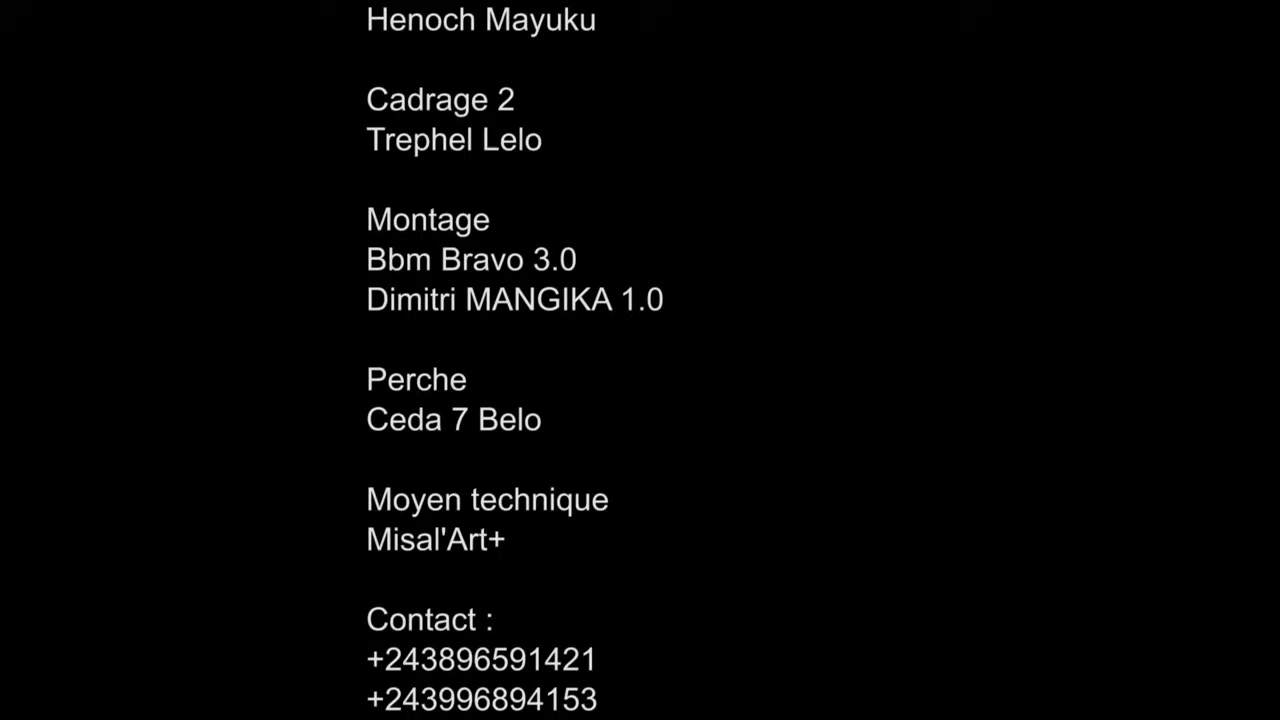 Henoch Mayuku
Cadrage 2
Trephel Lelo
Montage
Bbm Bravo 3.0
Dimitri MANGIKA 1.0
Perche
Ceda 7 Belo
Moyen technique
Misal'Art+
Contact :
+243896591421
+243996894153